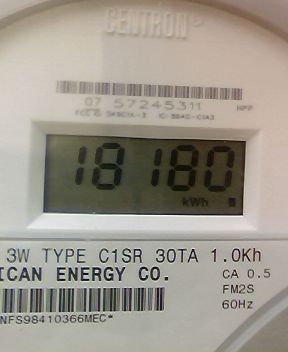 CENTRON®
07 57245311 HPP
18180
kWh
3W TYPE C1SR 30TA 1.0Kh
ICAN ENERGY CO.
CA 0.5
FM2S
60Hz
NFS98410366MEC*